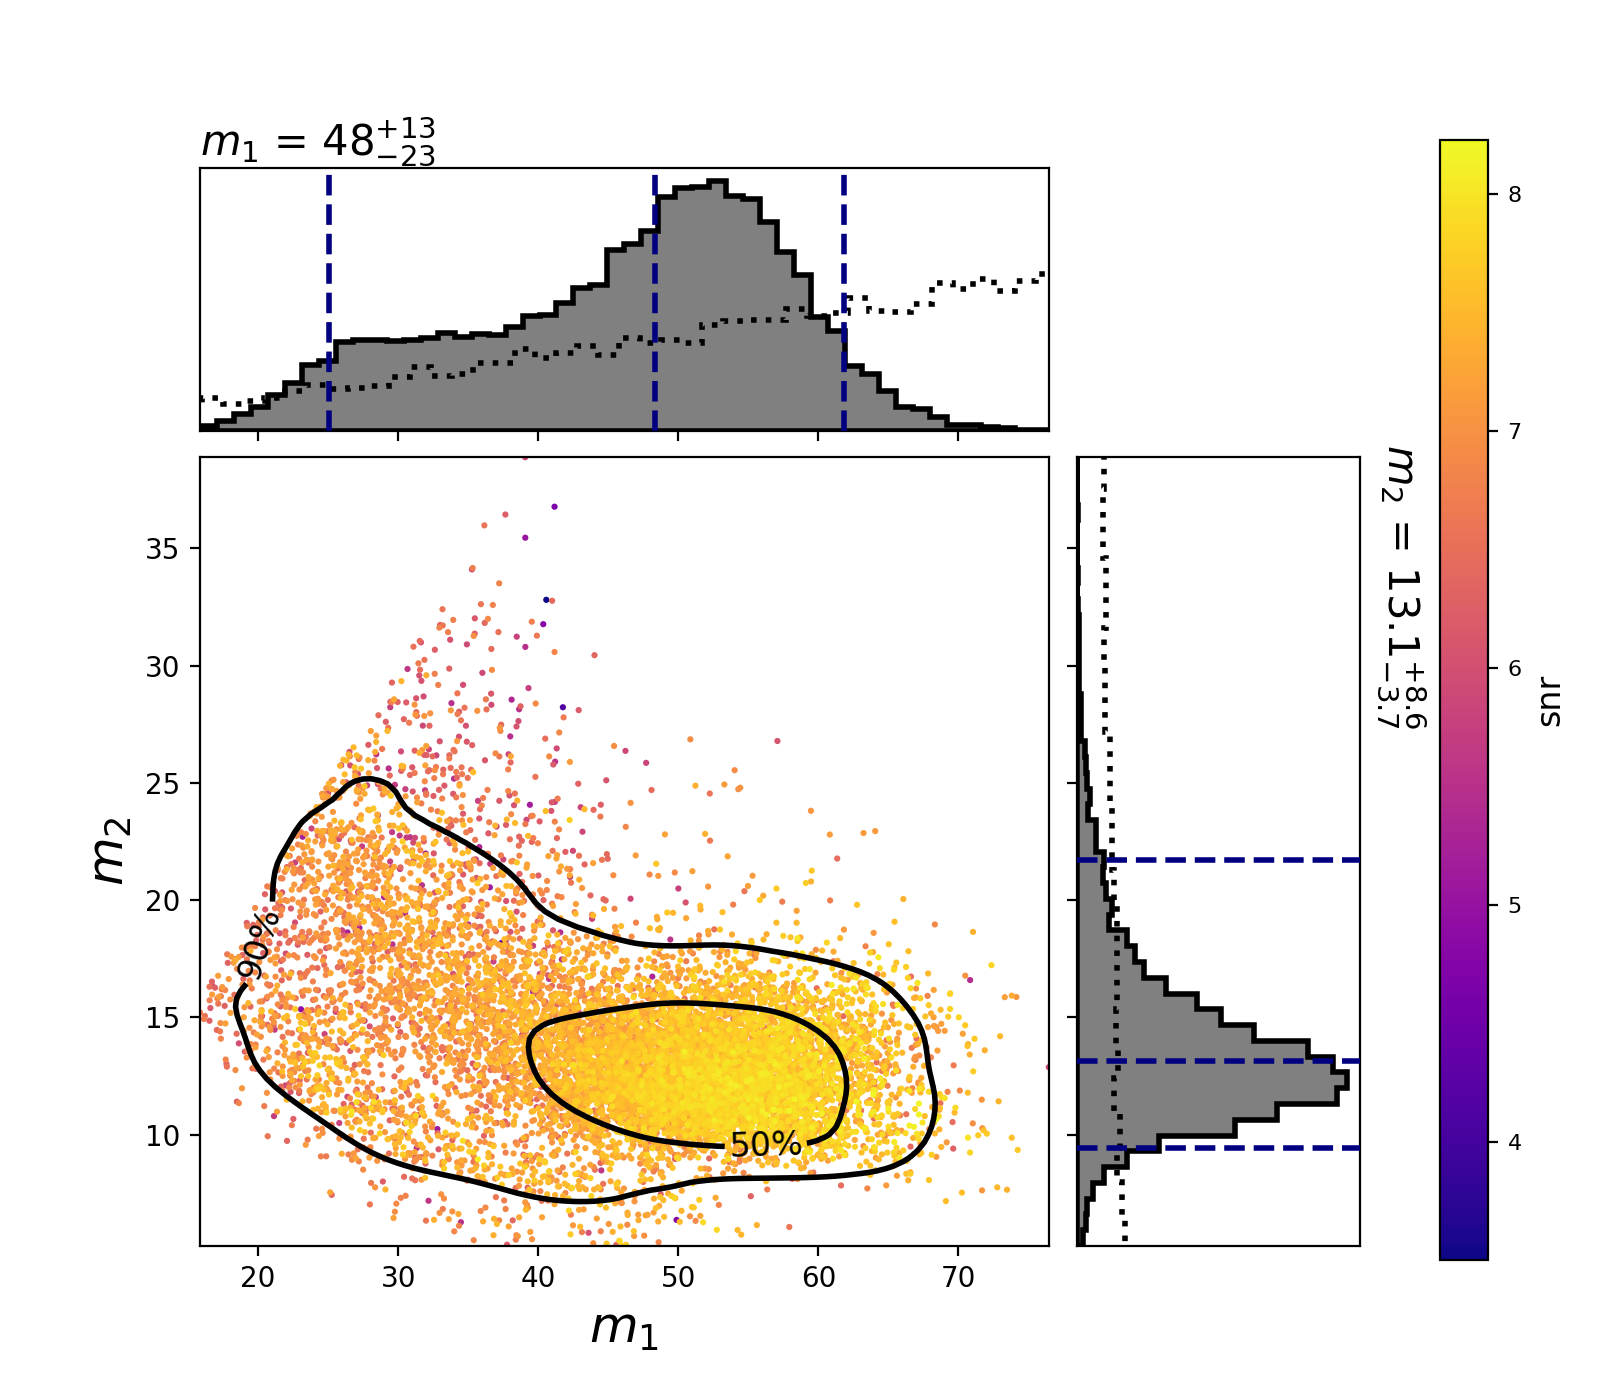 m₁ = 48⁺¹³₋₂₃
m₂
35
30
25
20
15
10
90%
50%
20 30 40 50 60 70
m₁
m₂ = 13.1⁺⁸·⁶₋₃.₇
8
7
6
5
4
snr